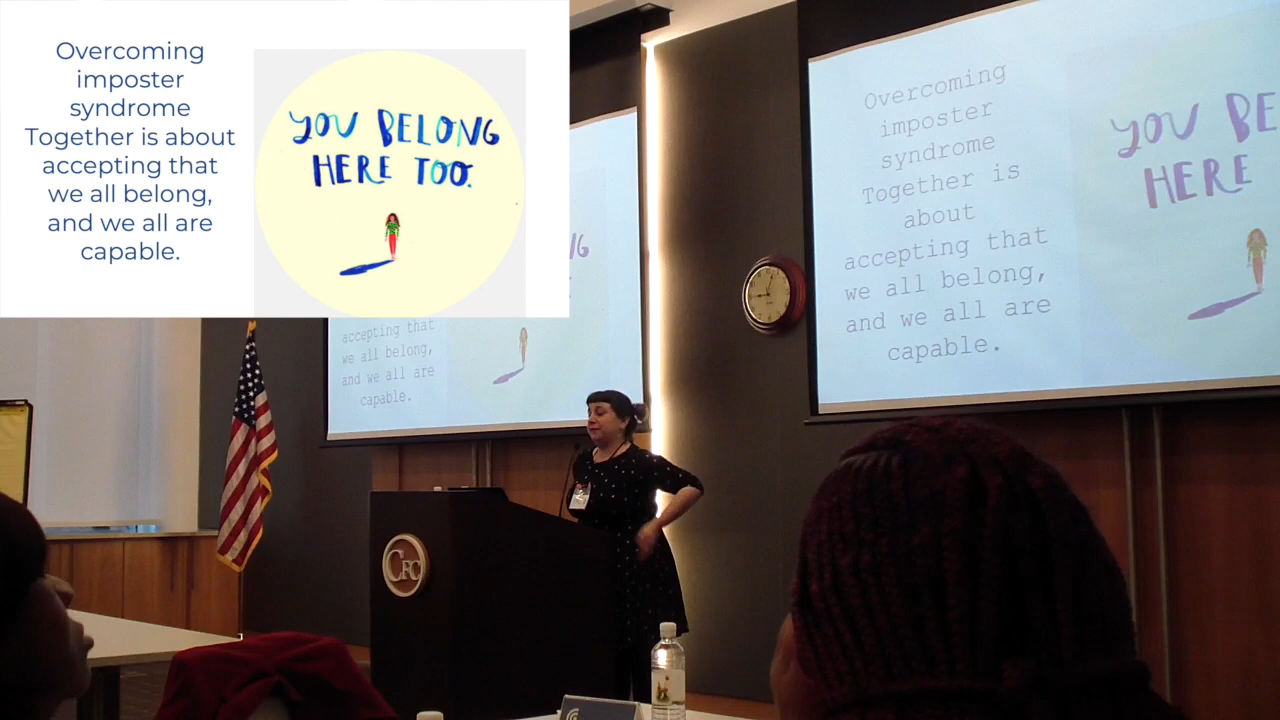 Overcoming
imposter
syndrome
Together is about
accepting that
we all belong,
and we all are
capable.
YOU BELONG
HERE TOO.
NG
accepting that
we all belong,
and we all are
capable.
Overcoming
imposter
syndrome
Together is
about
accepting that
we all belong,
and we all are
capable.
YOU BE
HERE
CFC